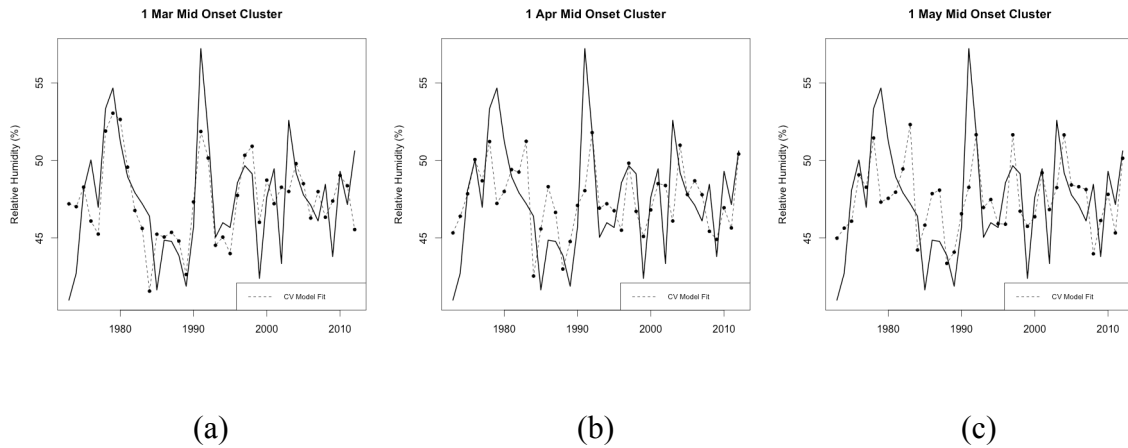 1 Mar Mid Onset Cluster
Relative Humidity (%)
55
50
45
1980
1990
2000
2010
CV Model Fit
(a)
1 Apr Mid Onset Cluster
Relative Humidity (%)
55
50
45
1980
1990
2000
2010
CV Model Fit
(b)
1 May Mid Onset Cluster
Relative Humidity (%)
55
50
45
1980
1990
2000
2010
CV Model Fit
(c)